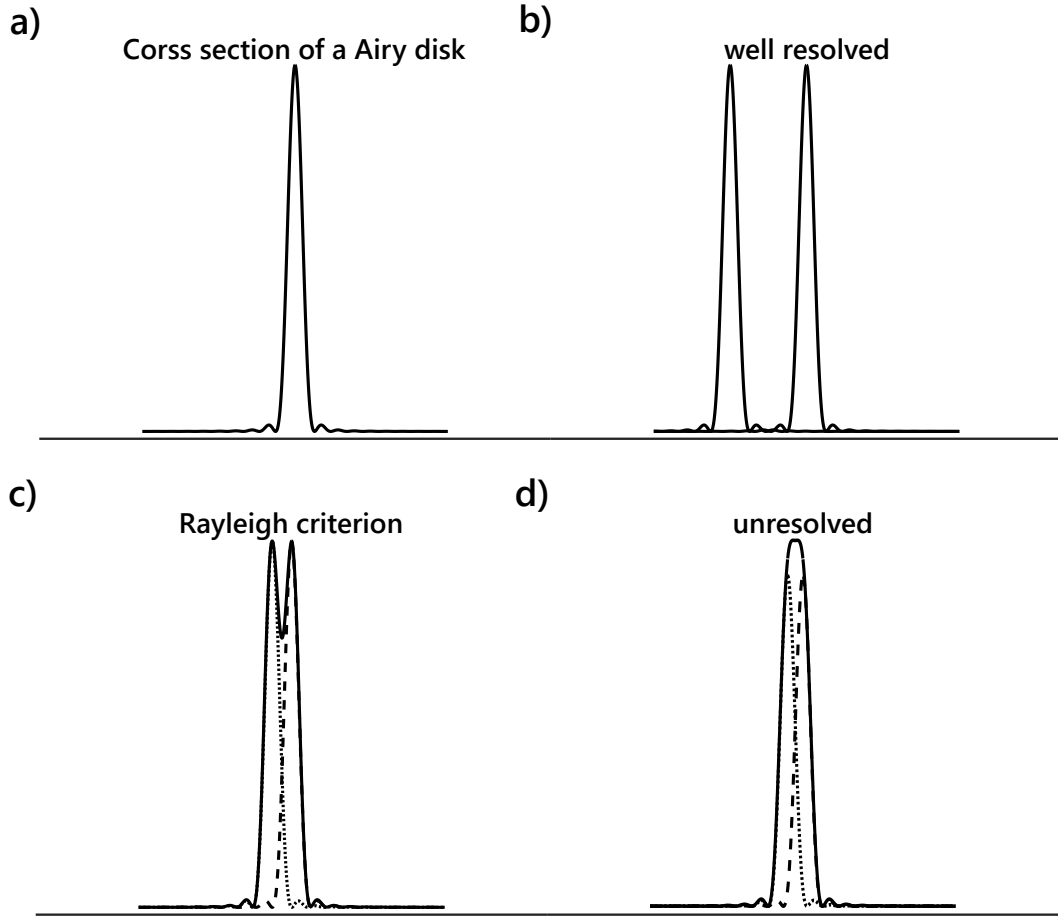 a)
Corss section of a Airy disk
b)
well resolved
c)
Rayleigh criterion
d)
unresolved